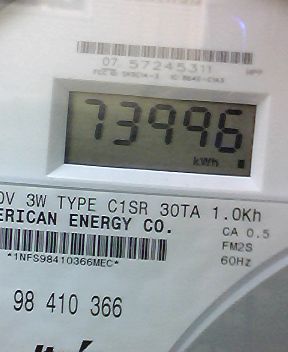 07 57245311
73996
kWh
0V 3W TYPE C1SR 30TA 1.0Kh
ERICAN ENERGY CO. CA 0.5
FM2S
*1NFS98410366MEC* 60Hz
98 410 366